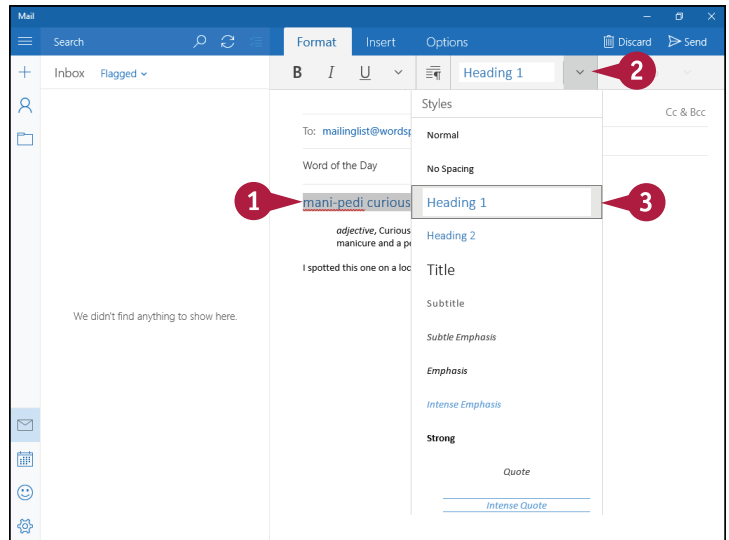 Mail
Search
Format Insert Options
Discard Send
Inbox Flagged
B I U
Heading 1
2
Styles
Cc & Bcc
To: mailinglist@wordsp
Normal
Word of the Day
No Spacing
1
mani-pedi curious
Heading 1
3
adjective, Curious
manicure and a pe
Heading 2
I spotted this one on a loc
Title
Subtitle
We didn't find anything to show here.
Subtle Emphasis
Emphasis
Intense Emphasis
Strong
Quote
Intense Quote